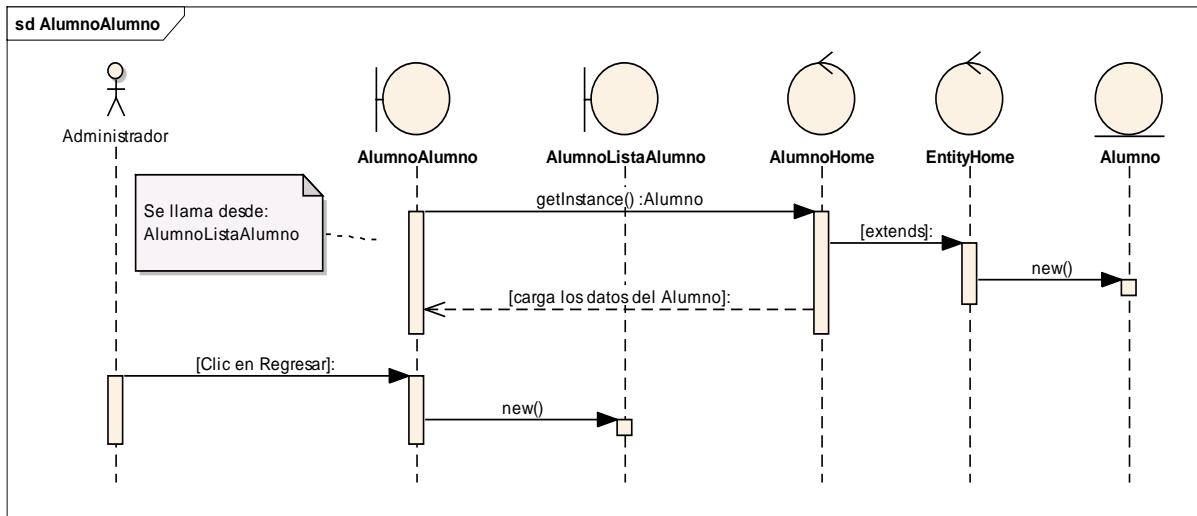 sd AlumnoAlumno
Administrador
AlumnoAlumno
AlumnoListaAlumno
AlumnoHome
EntityHome
Alumno
Se llama desde:
AlumnoListaAlumno
getInstance() :Alumno
[extends]:
new()
[carga los datos del Alumno]:
[Clic en Regresar]:
new()